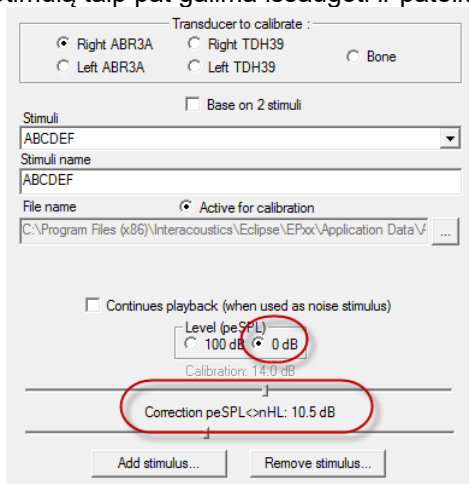 Transducer to calibrate :
Right ABR3A Right TDH39
Bone
Left ABR3A Left TDH39
Base on 2 stimuli
Stimuli
ABCDEF
Stimuli name
ABCDEF
File name Active for calibration
C:\Program Files (x86)\Interacoustics\Eclipse\EPxx\Application Data\ ...
Continues playback (when used as noise stimulus)
Level (peSPL)
100 dB 0 dB
Calibration: 14.0 dB
Correction peSPL<>nHL: 10.5 dB
Add stimulus... Remove stimulus...